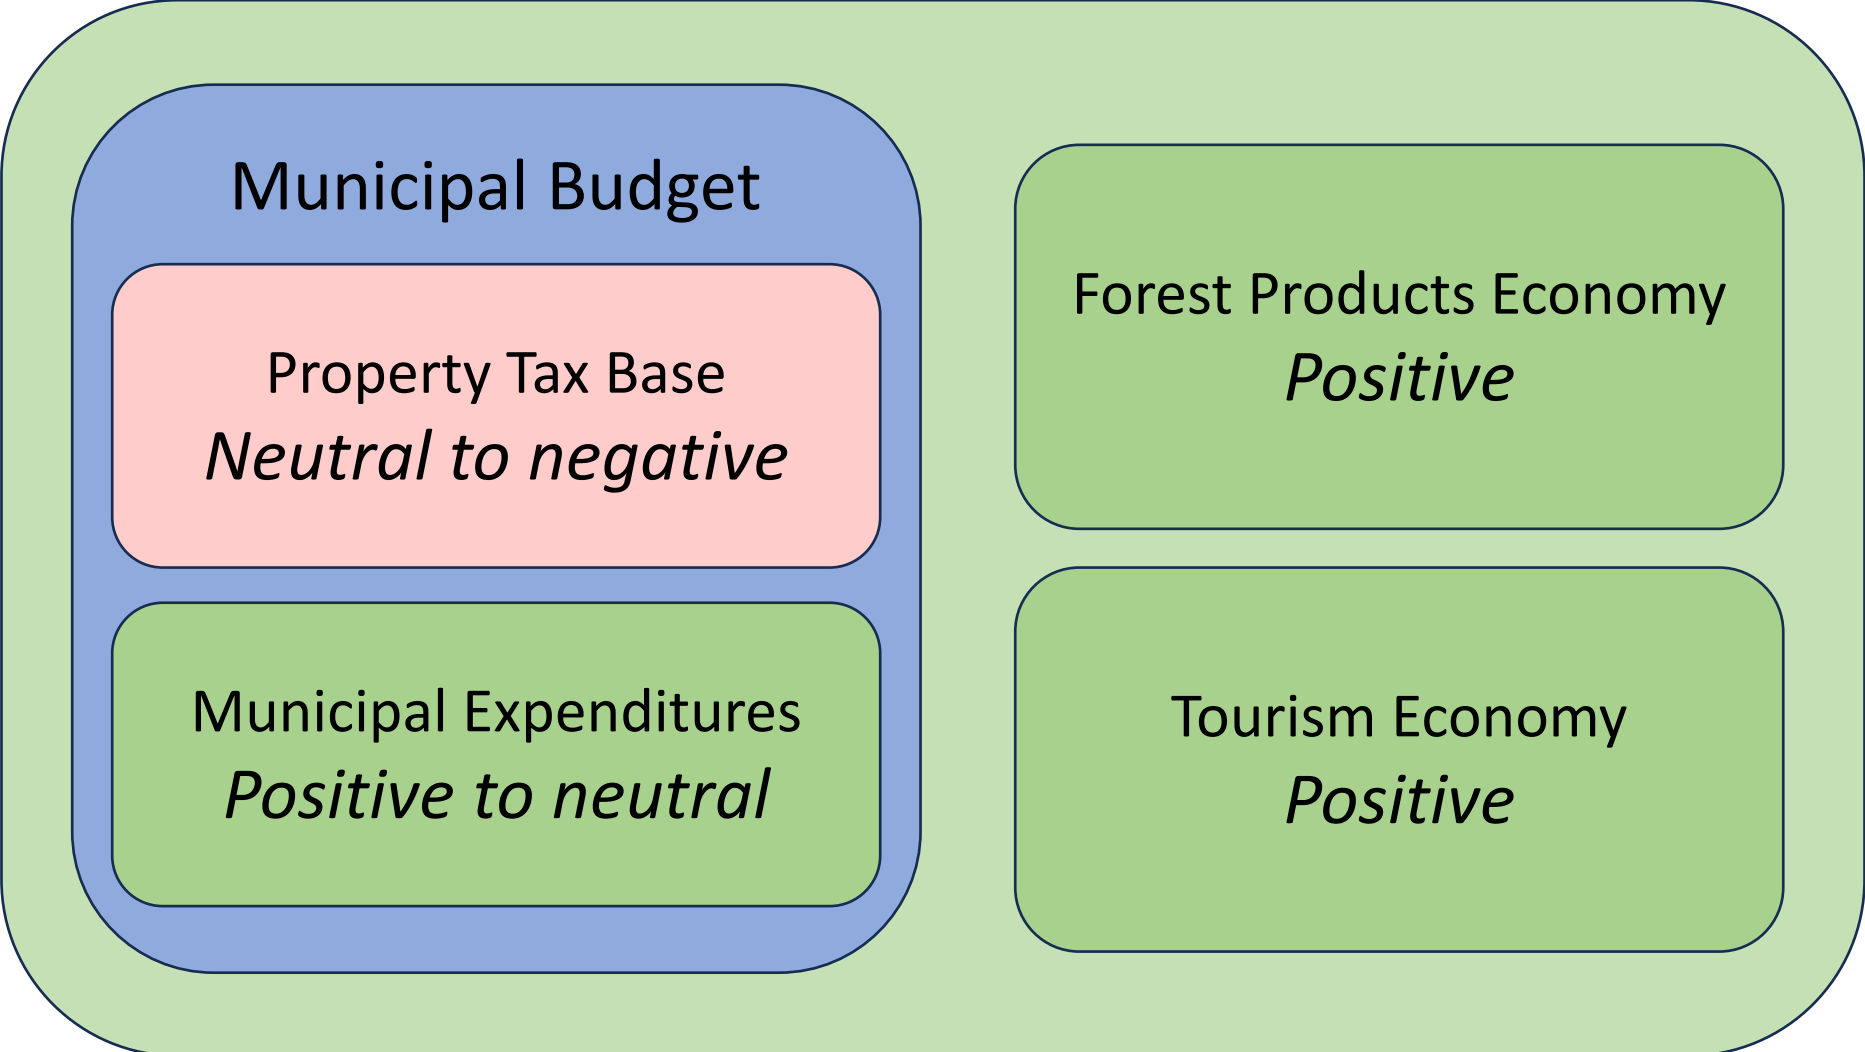 Municipal Budget
Property Tax Base
Neutral to negative
Municipal Expenditures
Positive to neutral
Forest Products Economy
Positive
Tourism Economy
Positive